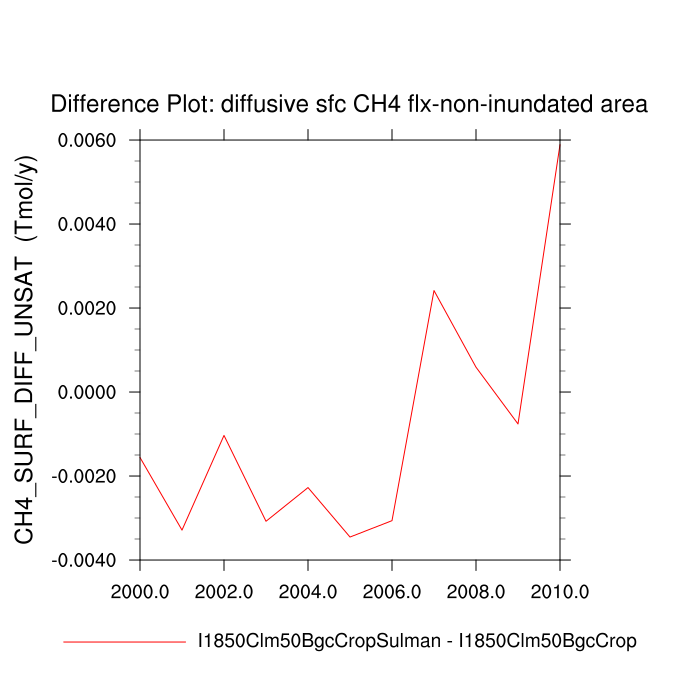 Difference Plot: diffusive sfc CH4 flx-non-inundated area
CH4_SURF_DIFF_UNSAT (Tmol/y)
0.0060
0.0040
0.0020
0.0000
-0.0020
-0.0040
2000.0 2002.0 2004.0 2006.0 2008.0 2010.0
I1850Clm50BgcCropSulman - I1850Clm50BgcCrop